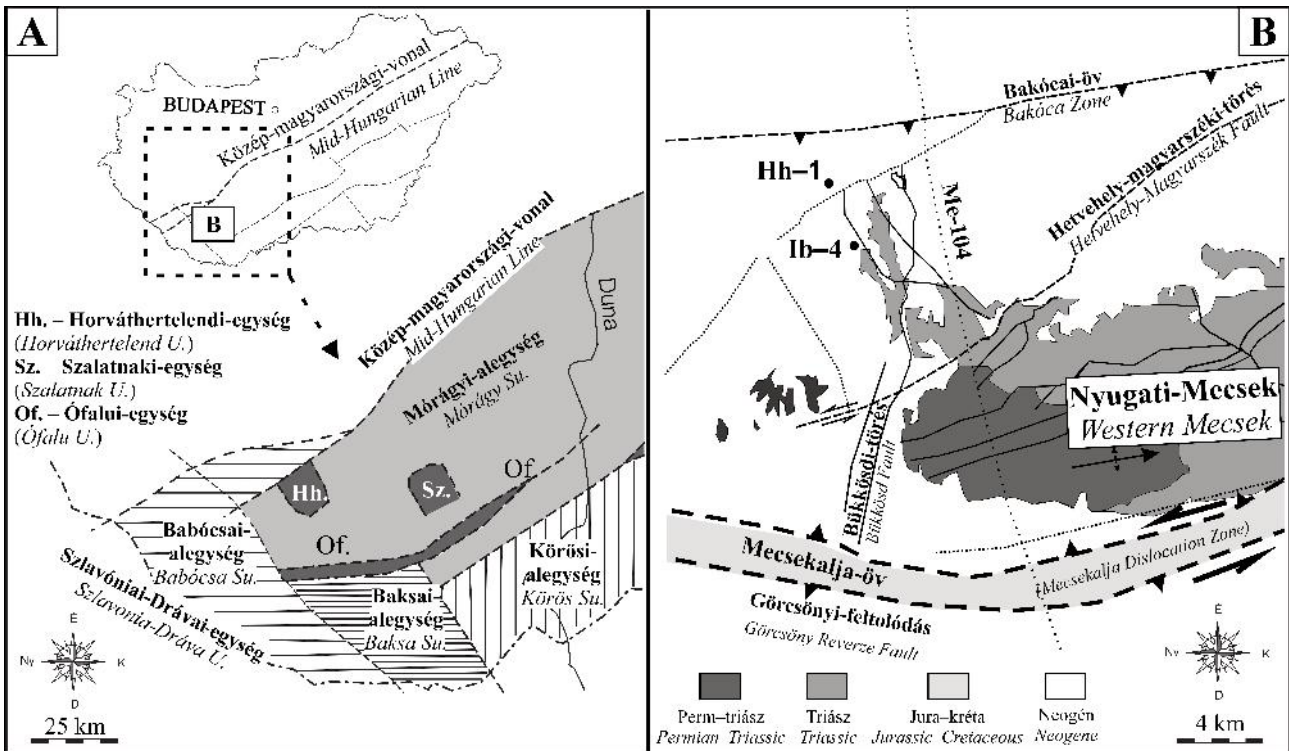 A
BUDAPEST
Közép-magyarországi-vonal
Mid-Hungarian Line
B
Hh. – Horváthertelendi-egység
(Horváthertelend U.)
Sz. Szalatnaki-egység
(Szalatnak U.)
Of. – Ófalui-egység
(Ófalu U.)
Közép-magyarországi-vonal
Mid-Hungarian Line
Duna
Mórágyi-alegység
Mórágy Su.
Hh.
Sz.
Of.
Of.
Babócsai-
alegység
Babócsa Su.
Szlavóniai-Drávai-egység
Szlavonia-Dráva U.
Baksai-
alegység
Baksa Su.
Körösi-
alegység
Körös Su.
É
Ny
K
D
25 km
B
Bakócai-öv
Bakóca Zone
Hetvehely-magyarszéki-törés
Hetvehely-Magyarszék Fault
Hh–1
Me-104
Ib–4
Nyugati-Mecsek
Western Mecsek
Bükkösdi-törés
Bükkösd Fault
Mecsekalja-öv
(Mecsekalja Dislocation Zone)
Görcsönyi-feltolódás
Görcsöny Reverze Fault
É
Ny
K
D
Perm–triász
Permian Triassic
Triász
Triassic
Jura–kréta
Jurassic Cretaceous
Neogén
Neogene
4 km